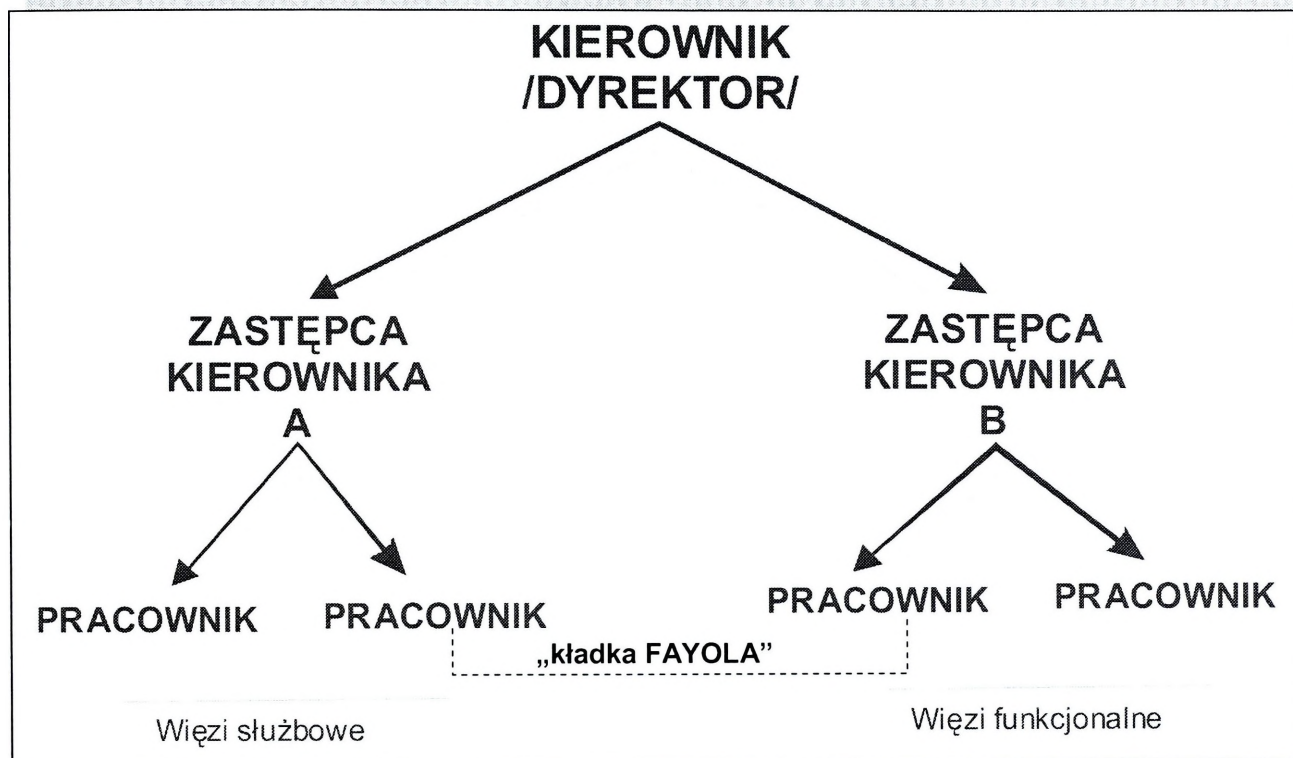 KIEROWNIK
/DYREKTOR/
ZASTĘPCA
KIEROWNIKA
A
ZASTĘPCA
KIEROWNIKA
B
PRACOWNIK
PRACOWNIK
PRACOWNIK
PRACOWNIK
„kładka FAYOLA”
Więzi służbowe
Więzi funkcjonalne